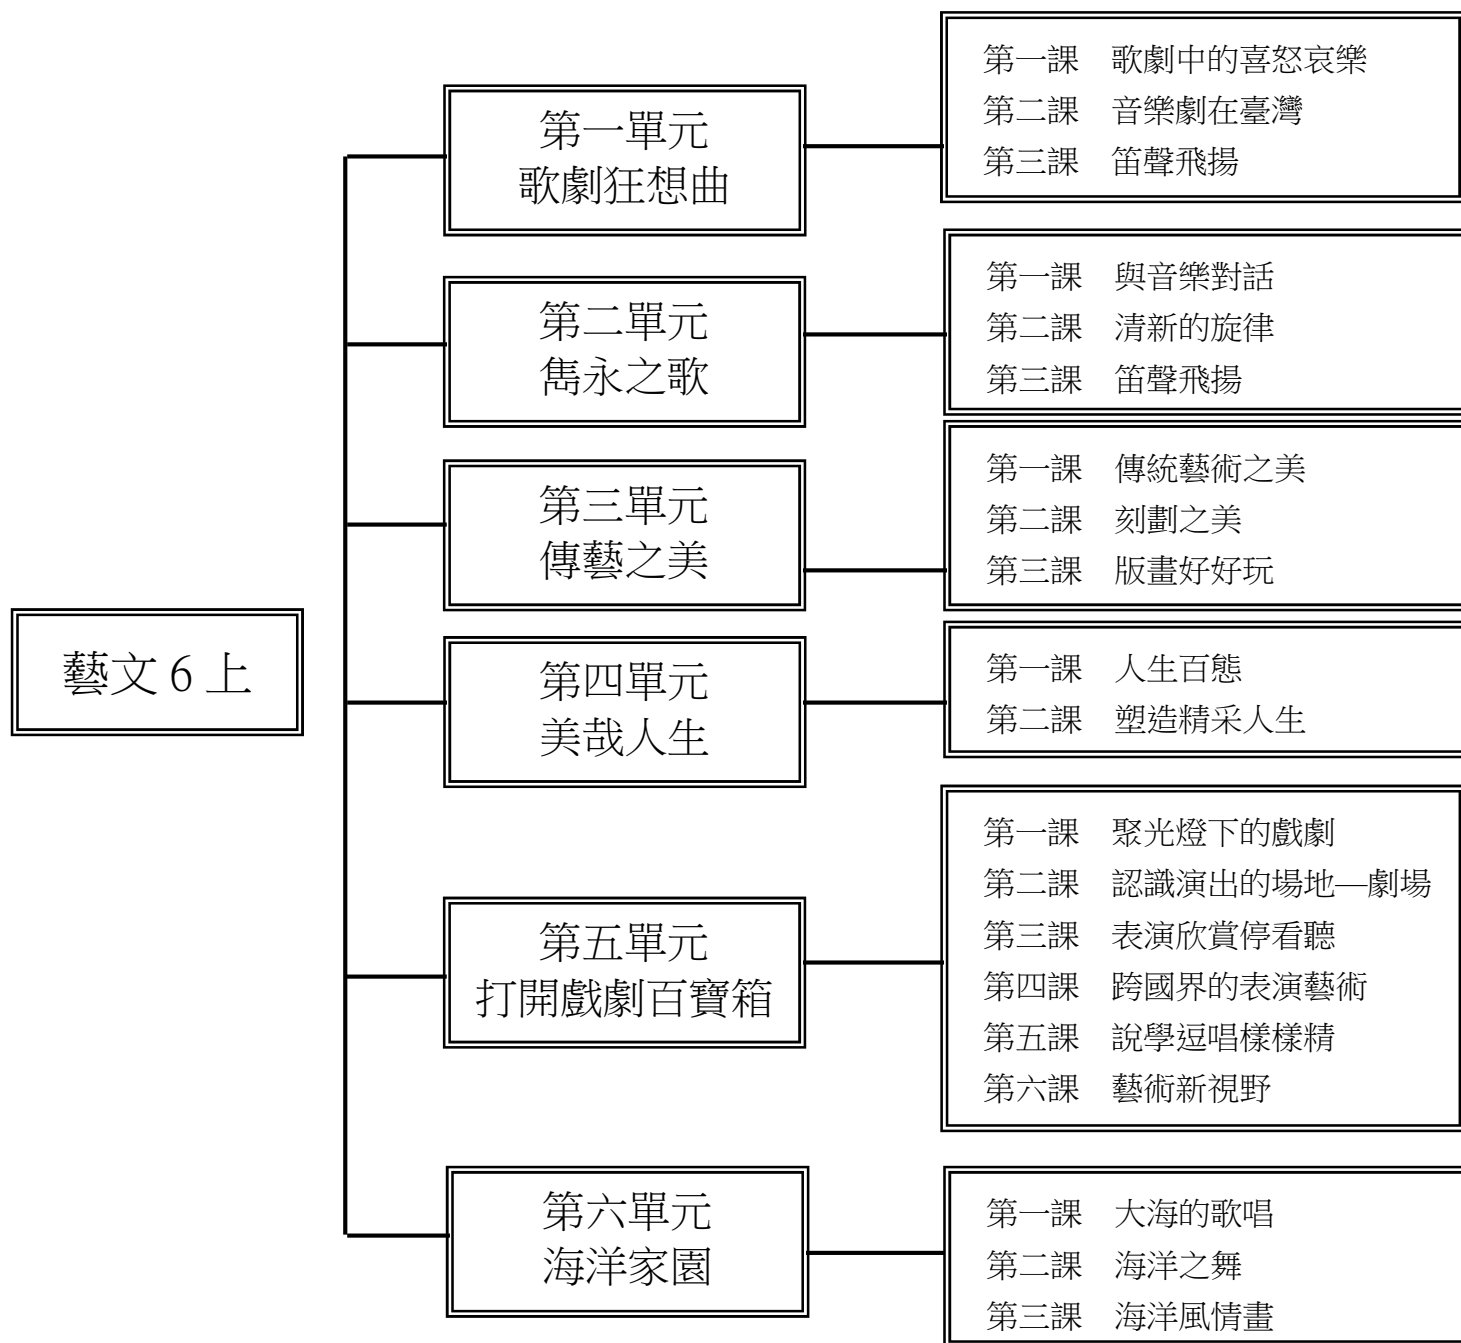 藝文 6 上
第一單元
歌劇狂想曲
第一課　歌劇中的喜怒哀樂
第二課　音樂劇在臺灣
第三課　笛聲飛揚
第二單元
雋永之歌
第一課　與音樂對話
第二課　清新的旋律
第三課　笛聲飛揚
第三單元
傳藝之美
第一課　傳統藝術之美
第二課　刻劃之美
第三課　版畫好好玩
第四單元
美哉人生
第一課　人生百態
第二課　塑造精采人生
第五單元
打開戲劇百寶箱
第一課　聚光燈下的戲劇
第二課　認識演出的場地—劇場
第三課　表演欣賞停看聽
第四課　跨國界的表演藝術
第五課　說學逗唱樣樣精
第六課　藝術新視野
第六單元
海洋家園
第一課　大海的歌唱
第二課　海洋之舞
第三課　海洋風情畫